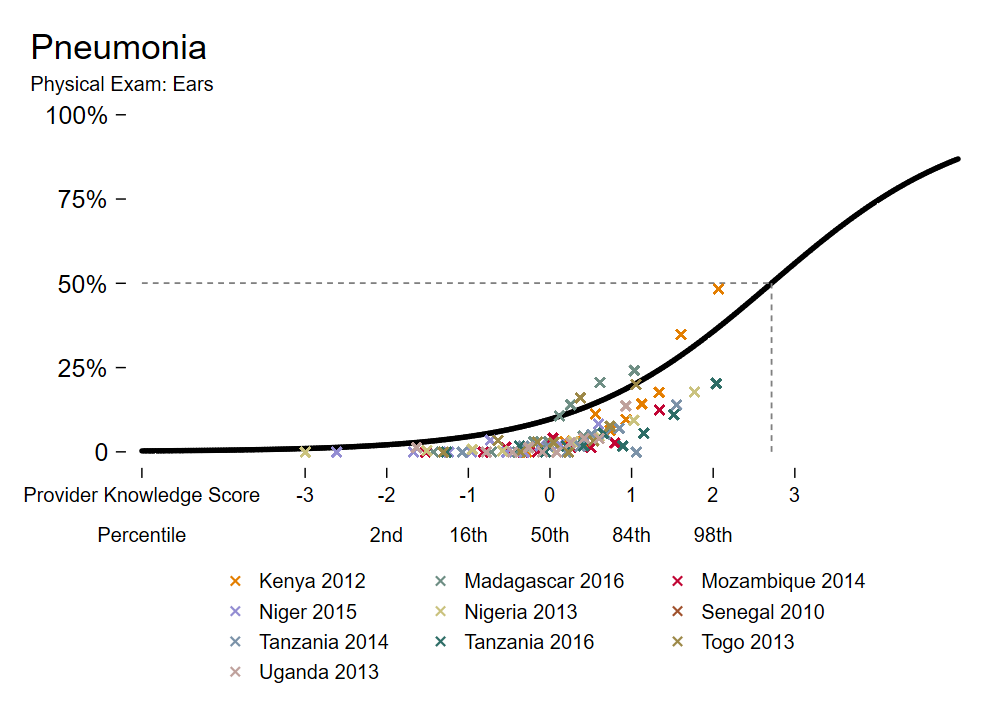 Pneumonia
Physical Exam: Ears
100%
75%
50%
25%
0
Provider Knowledge Score -3 -2 -1 0 1 2 3
Percentile 2nd 16th 50th 84th 98th
Kenya 2012 Madagascar 2016 Mozambique 2014
Niger 2015 Nigeria 2013 Senegal 2010
Tanzania 2014 Tanzania 2016 Togo 2013
Uganda 2013